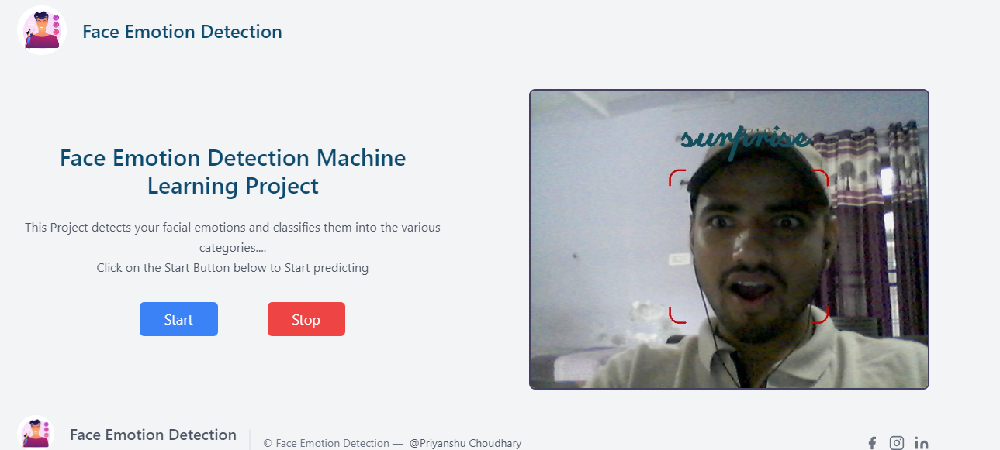 Face Emotion Detection
Face Emotion Detection Machine
Learning Project
This Project detects your facial emotions and classifies them into the various
categories....
Click on the Start Button below to Start predicting
Start
Stop
surprise
Face Emotion Detection
© Face Emotion Detection — @Priyanshu Choudhary